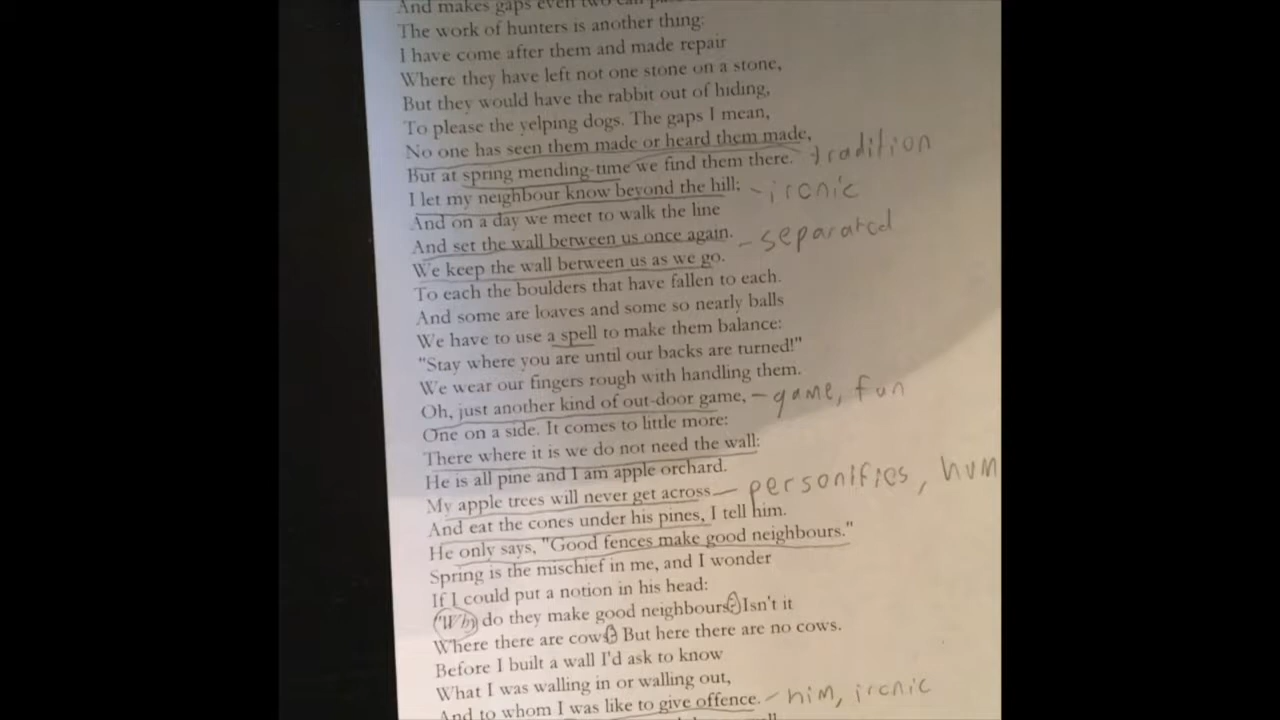 And makes gaps even two can
The work of hunters is another thing:
I have come after them and made repair
Where they have left not one stone on a stone,
But they would have the rabbit out of hiding,
To please the yelping dogs. The gaps I mean,
No one has seen them made or heard them made,
But at spring mending-time we find them there. tradition
I let my neighbour know beyond the hill; - ironic
And on a day we meet to walk the line
And set the wall between us once again. - separated
We keep the wall between us as we go.
To each the boulders that have fallen to each.
And some are loaves and some so nearly balls
We have to use a spell to make them balance:
"Stay where you are until our backs are turned!"
We wear our fingers rough with handling them.
Oh, just another kind of out-door game, - game, fun
One on a side. It comes to little more:
There where it is we do not need the wall:
He is all pine and I am apple orchard.
My apple trees will never get across - personifies, hum
And eat the cones under his pines, I tell him.
He only says, "Good fences make good neighbours."
Spring is the mischief in me, and I wonder
If I could put a notion in his head:
'Why do they make good neighbours? Isn't it
Where there are cows? But here there are no cows.
Before I built a wall I'd ask to know
What I was walling in or walling out,
And to whom I was like to give offence. - him, ironic